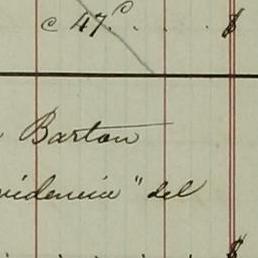 c 47.º . . . . $
Barton
videncia" del
$